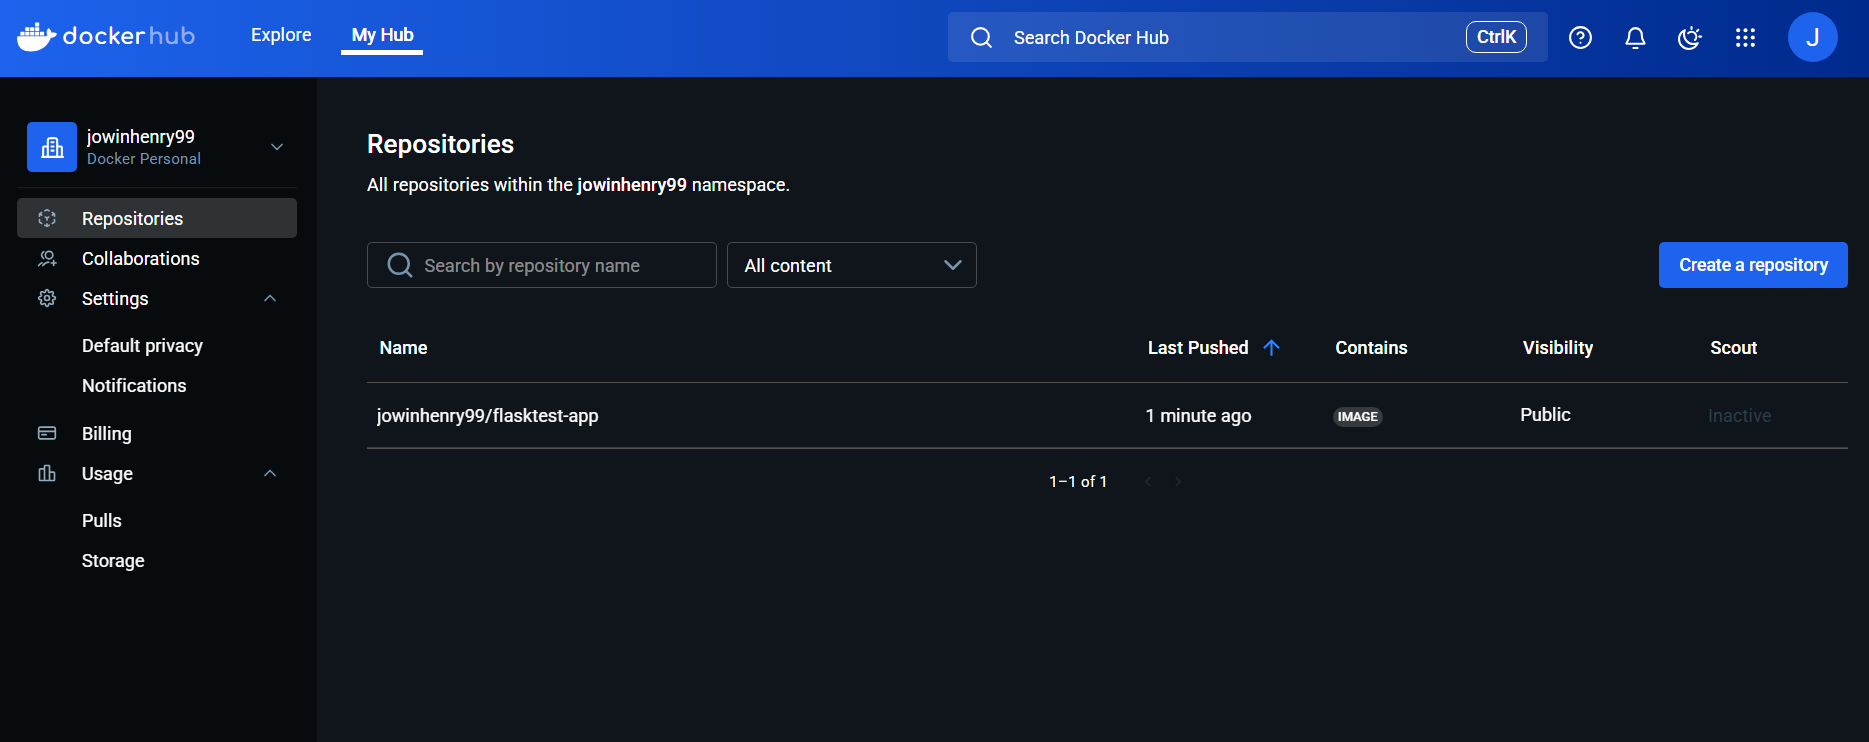 docker hub
Explore
My Hub
Search Docker Hub
CtrlK
J
jowinhenry99
Docker Personal
Repositories
Collaborations
Settings
Default privacy
Notifications
Billing
Usage
Pulls
Storage
Repositories
All repositories within the jowinhenry99 namespace.
Search by repository name
All content
Create a repository
Name Last Pushed Contains Visibility Scout
jowinhenry99/flasktest-app 1 minute ago IMAGE Public Inactive
1–1 of 1